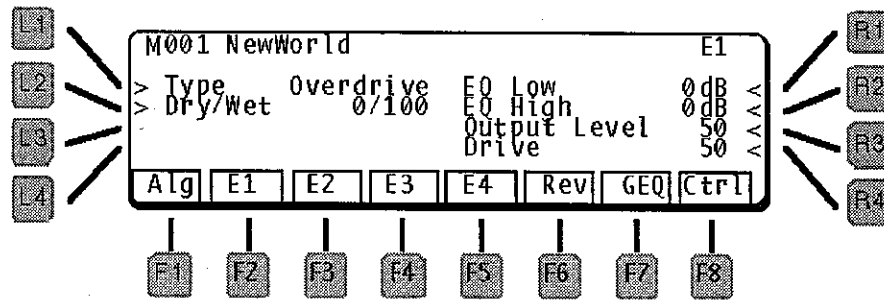 L1
L2
L3
L4
M001 NewWorld E1
> Type Overdrive EQ Low 0dB <
> Dry/Wet 0/100 EQ High 0dB <
Output Level 50 <
Drive 50 <
Alg E1 E2 E3 E4 Rev GEQ Ctrl
R1
R2
R3
R4
F1 F2 F3 F4 F5 F6 F7 F8